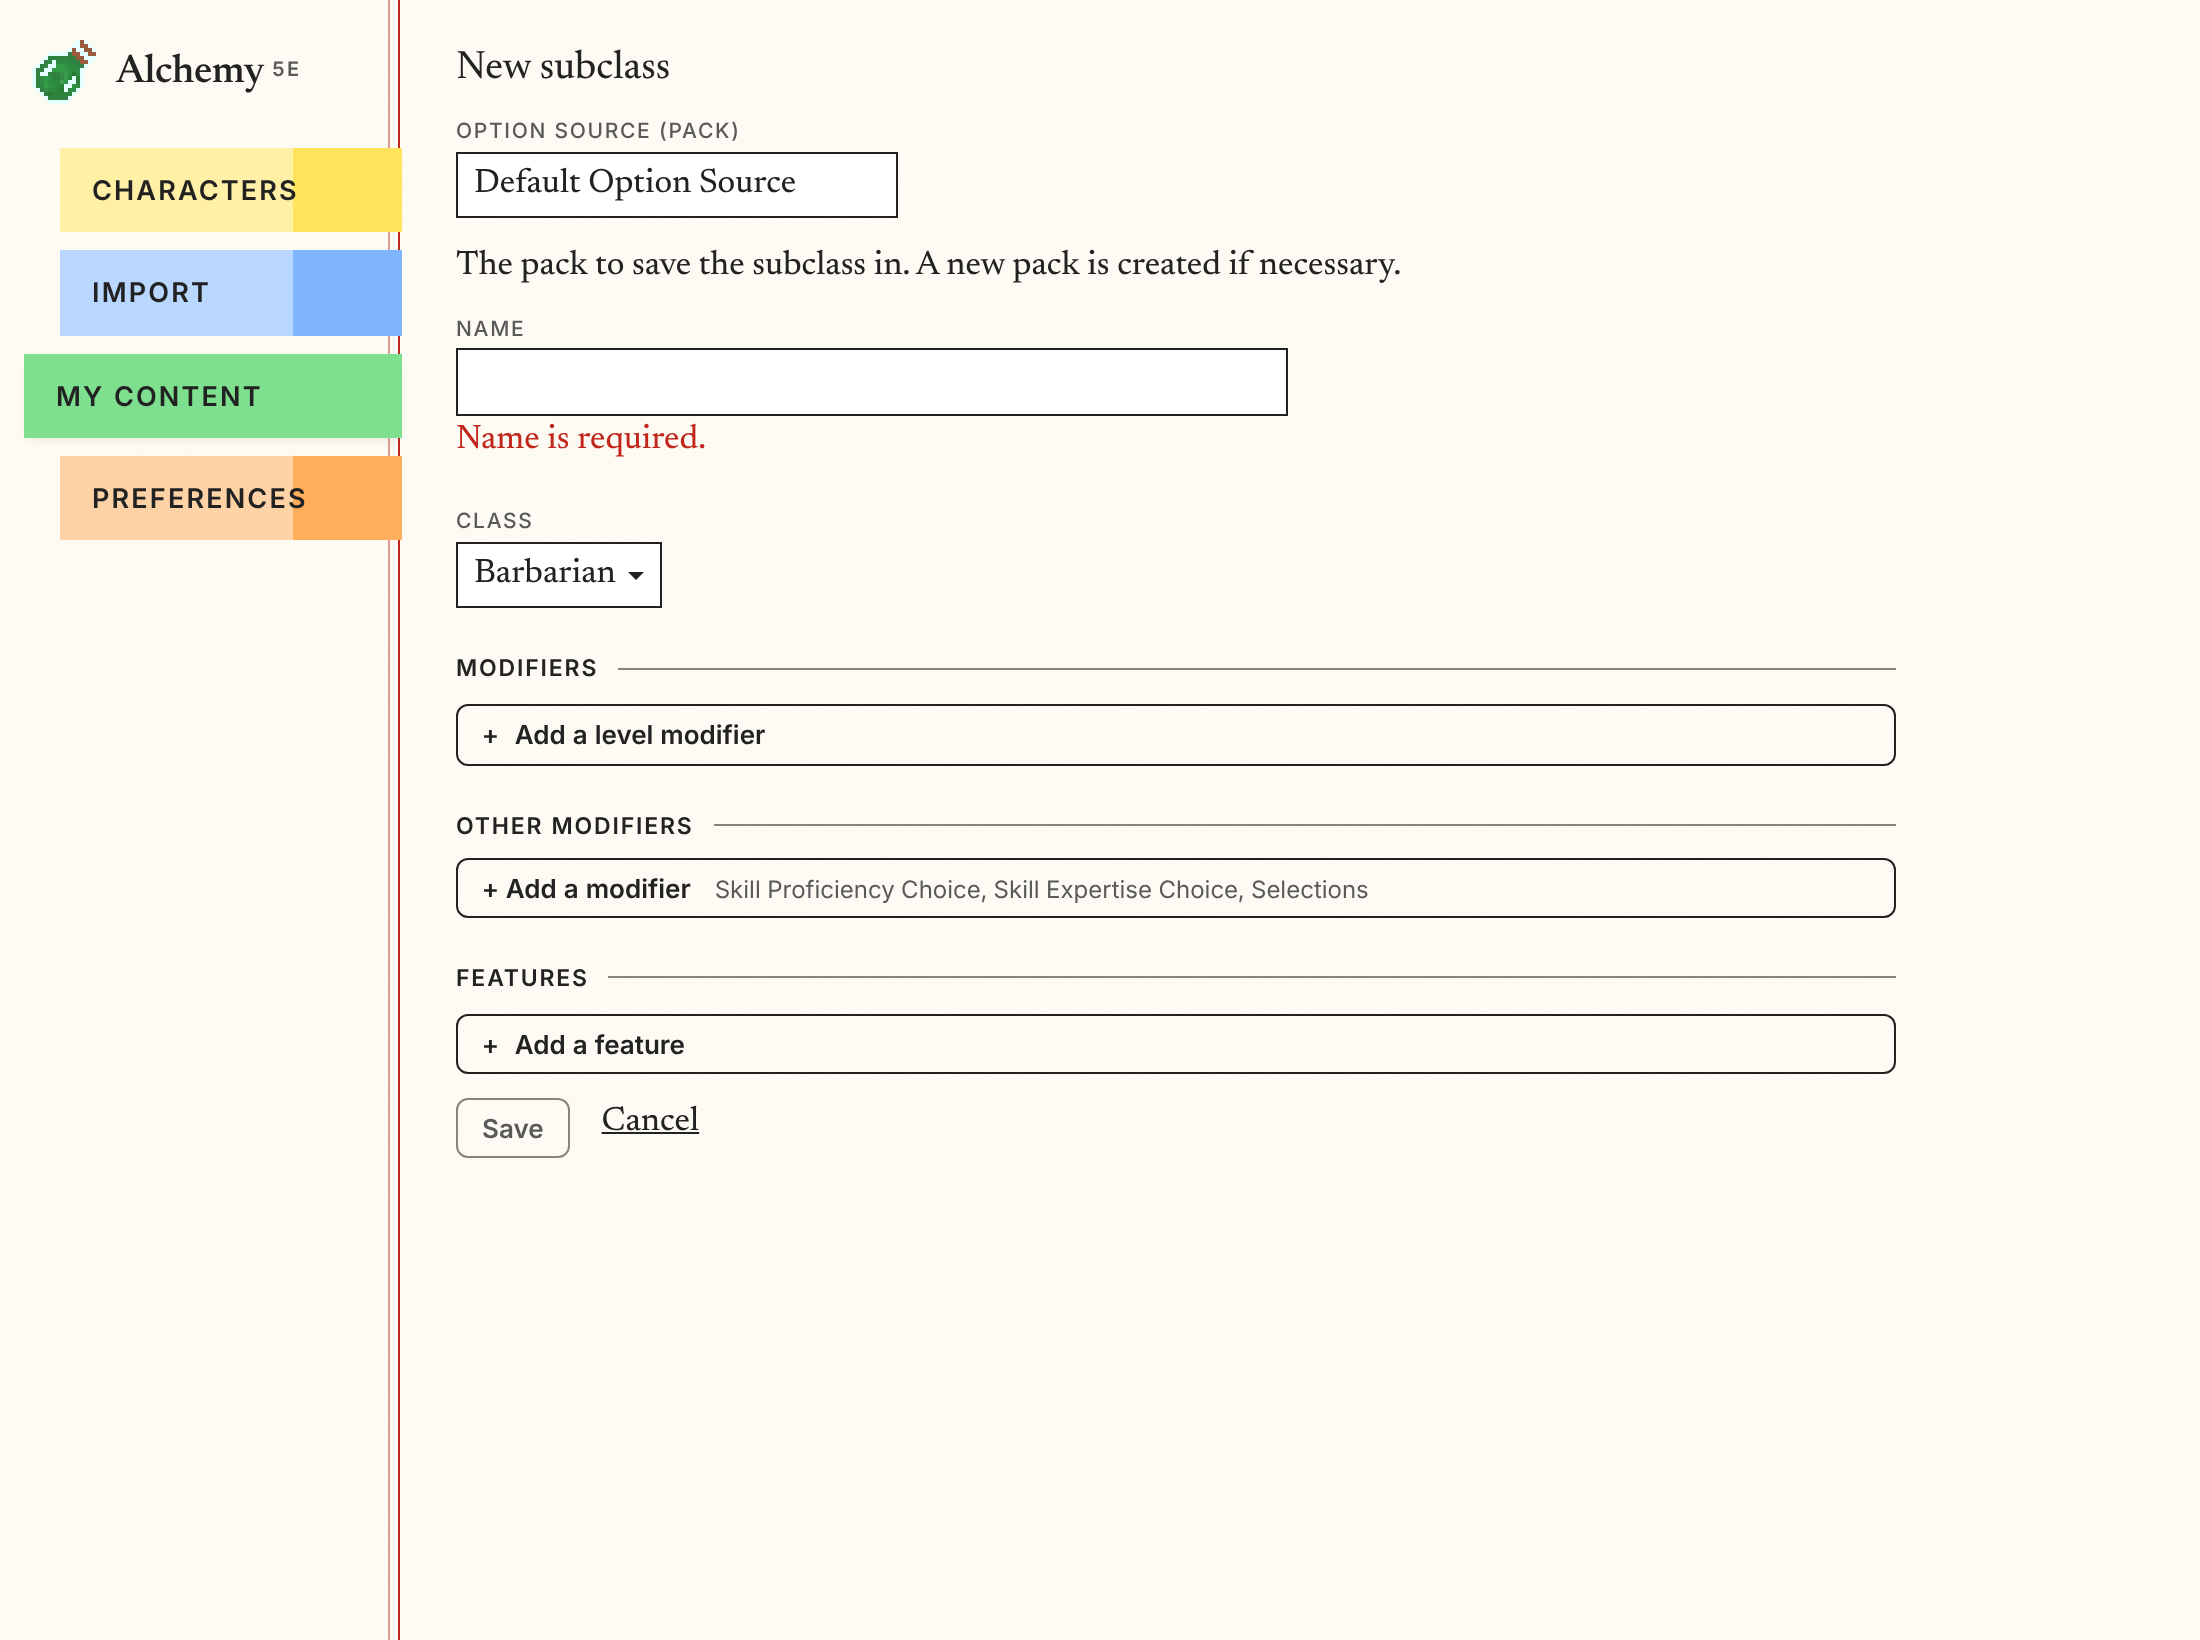 Alchemy 5E
CHARACTERS
IMPORT
MY CONTENT
PREFERENCES
New subclass
OPTION SOURCE (PACK)
Default Option Source
The pack to save the subclass in. A new pack is created if necessary.
NAME
Name is required.
CLASS
Barbarian
MODIFIERS
+ Add a level modifier
OTHER MODIFIERS
+ Add a modifier Skill Proficiency Choice, Skill Expertise Choice, Selections
FEATURES
+ Add a feature
Save Cancel